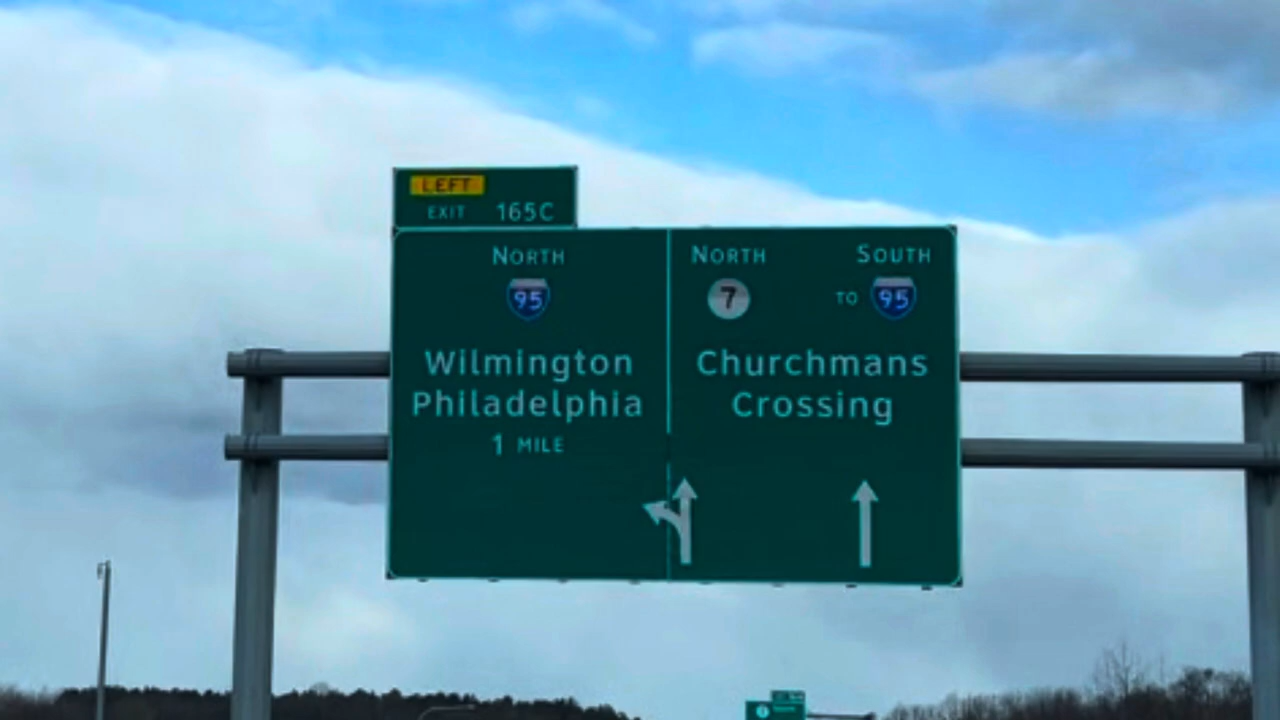 LEFT
EXIT 165C
NORTH
95
Wilmington
Philadelphia
1 MILE
NORTH SOUTH
7 TO 95
Churchmans
Crossing